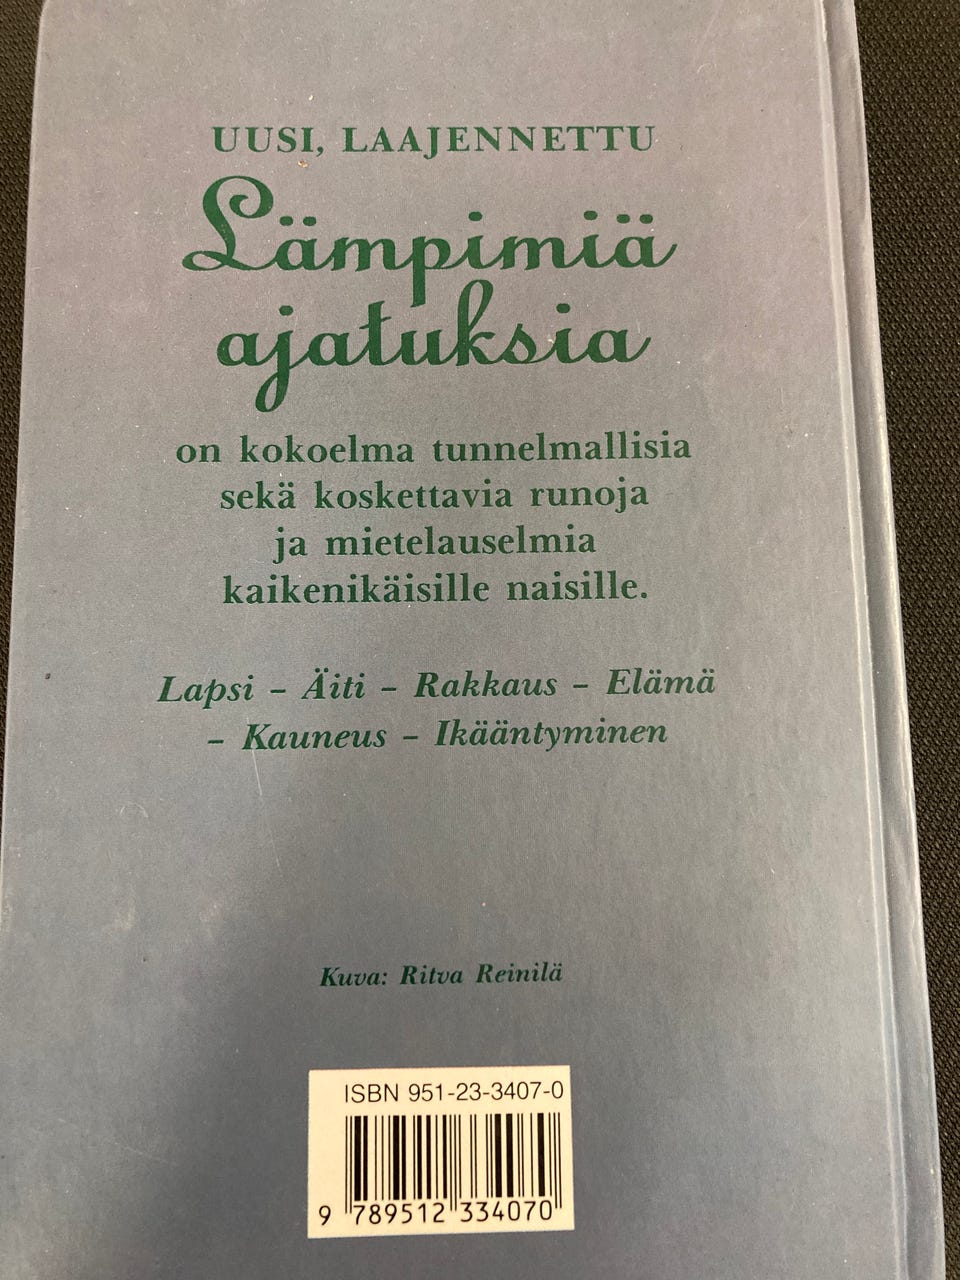 UUSI, LAAJENNETTU
Lämpimiä
ajatuksia
on kokoelma tunnelmallisia
sekä koskettavia runoja
ja mietelauselmia
kaikenikäisille naisille.
Lapsi – Äiti – Rakkaus – Elämä
– Kauneus – Ikääntyminen
Kuva: Ritva Reinilä
ISBN 951-23-3407-0
9 789512 334070